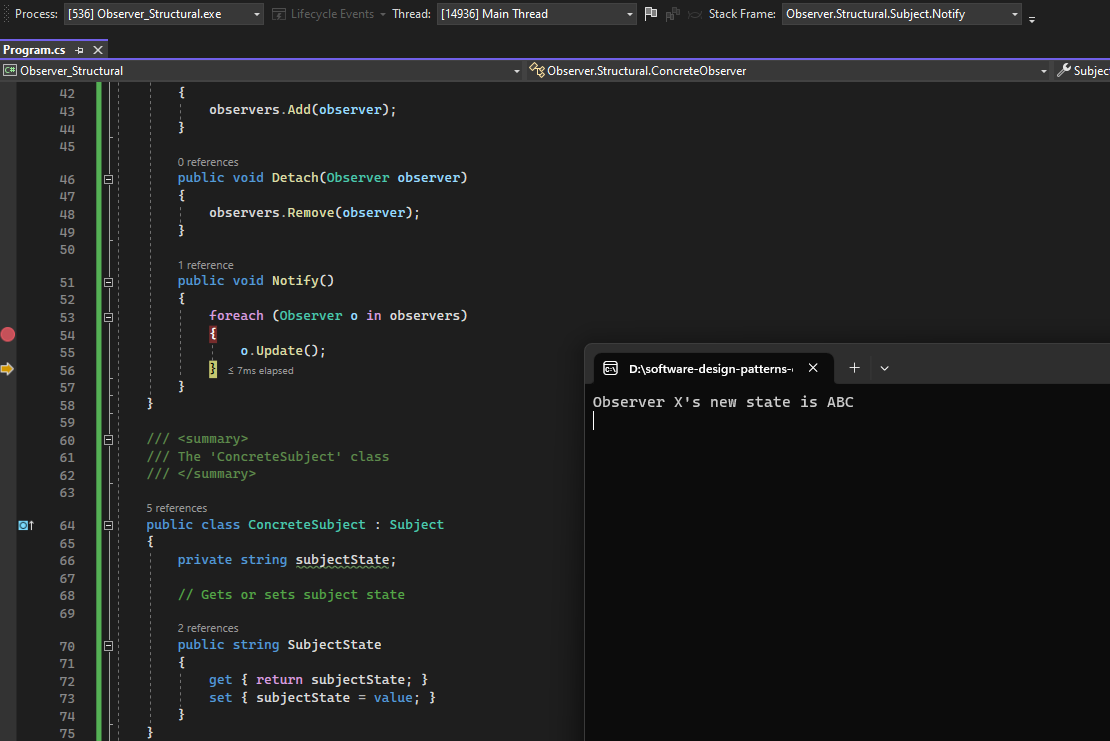 Process: [536] Observer_Structural.exe Lifecycle Events Thread: [14936] Main Thread Stack Frame: Observer.Structural.Subject.Notify
Program.cs
C# Observer_Structural Observer.Structural.ConcreteObserver Subjec
42 {
43 observers.Add(observer);
44 }
45
0 references
46 public void Detach(Observer observer)
47 {
48 observers.Remove(observer);
49 }
50
1 reference
51 public void Notify()
52 {
53 foreach (Observer o in observers)
54 {
55 o.Update();
56 } ≤ 7ms elapsed
57 }
58 }
59
60 /// <summary>
61 /// The 'ConcreteSubject' class
62 /// </summary>
63
5 references
64 public class ConcreteSubject : Subject
65 {
66 private string subjectState;
67
68 // Gets or sets subject state
69
2 references
70 public string SubjectState
71 {
72 get { return subjectState; }
73 set { subjectState = value; }
74 }
75 }
D:\software-design-patterns-
Observer X's new state is ABC